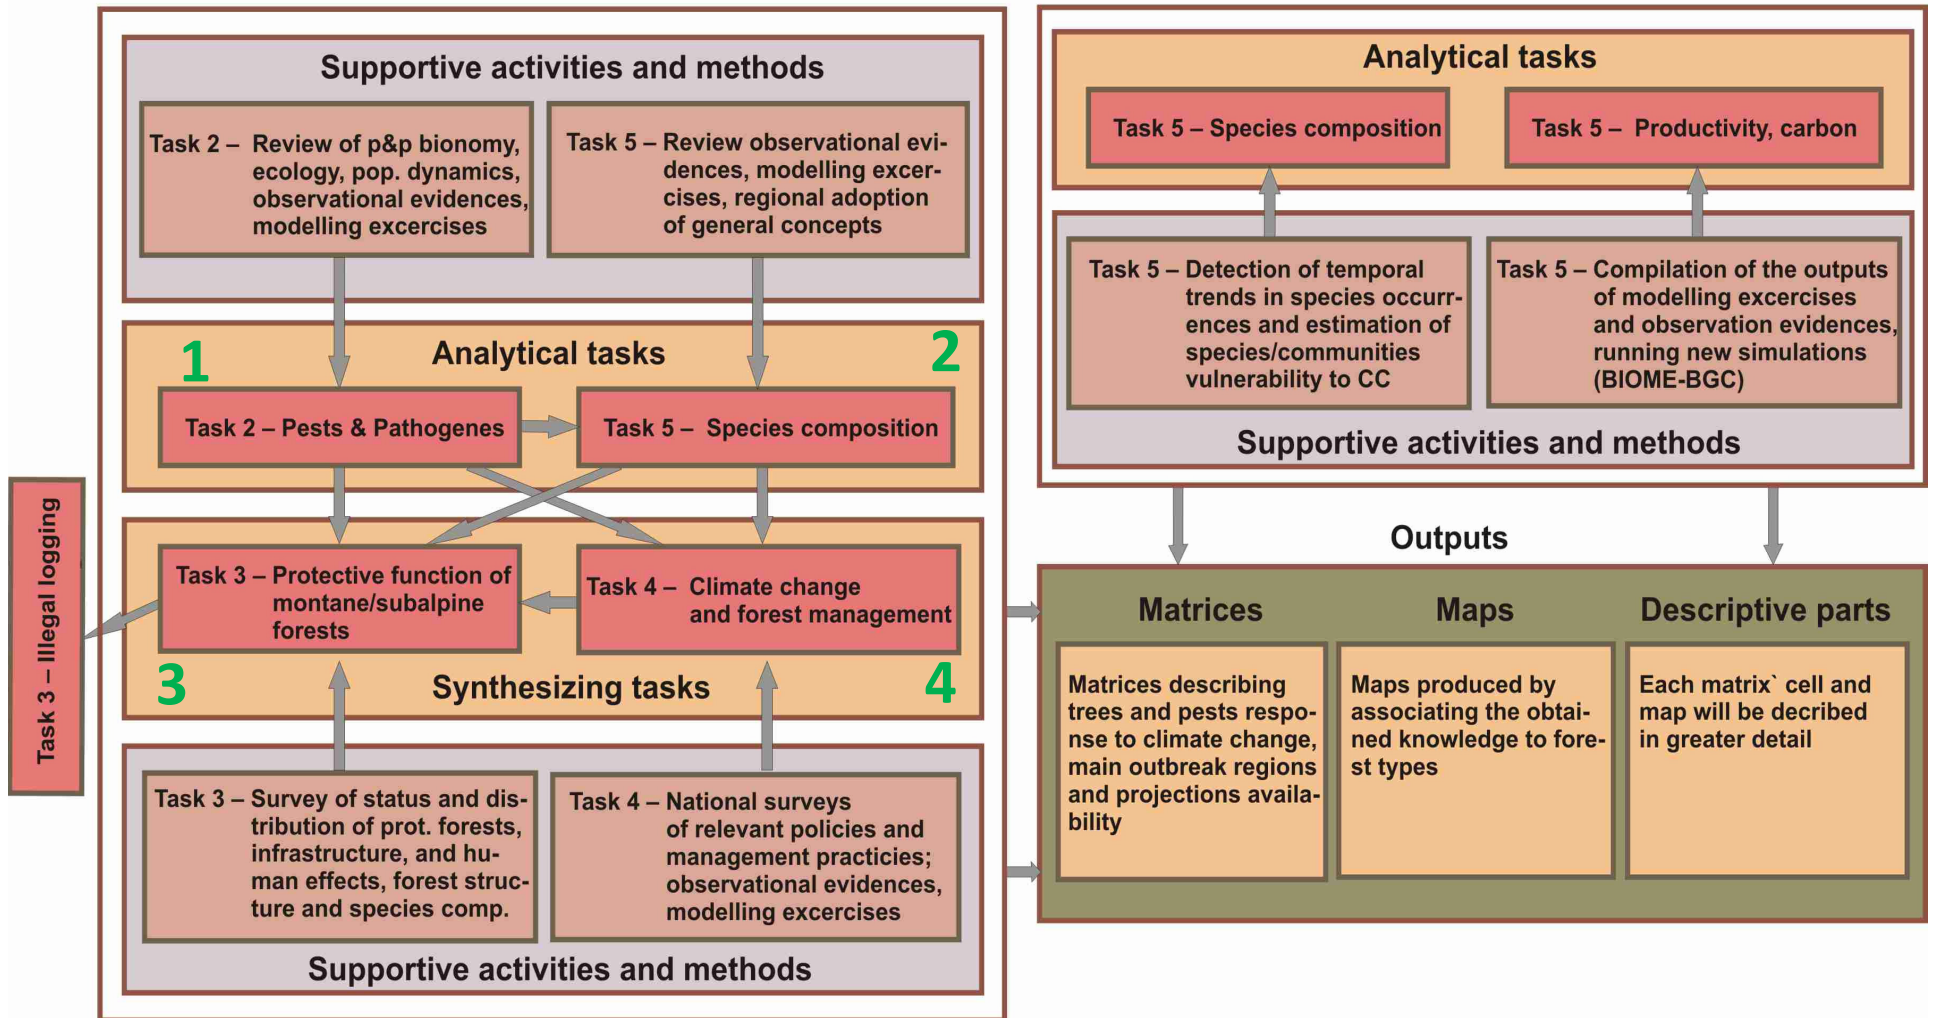 Supportive activities and methods
Task 2 – Review of p&p bionomy,
ecology, pop. dynamics,
observational evidences,
modelling excercises
Task 5 – Review observational evi-
dences, modelling excer-
cises, regional adoption
of general concepts
1
Analytical tasks
2
Task 2 – Pests & Pathogenes
Task 5 – Species composition
Task 3 – Illegal logging
Task 3 – Protective function of
montane/subalpine
forests
Task 4 – Climate change
and forest management
3
Synthesizing tasks
4
Task 3 – Survey of status and dis-
tribution of prot. forests,
infrastructure, and hu-
man effects, forest struc-
ture and species comp.
Task 4 – National surveys
of relevant policies and
management practicies;
observational evidences,
modelling excercises
Supportive activities and methods
Analytical tasks
Task 5 – Species composition
Task 5 – Productivity, carbon
Task 5 – Detection of temporal
trends in species occurr-
ences and estimation of
species/communities
vulnerability to CC
Task 5 – Compilation of the outputs
of modelling excercises
and observation evidences,
running new simulations
(BIOME-BGC)
Supportive activities and methods
Outputs
Matrices
Matrices describing
trees and pests respo-
nse to climate change,
main outbreak regions
and projections availa-
bility
Maps
Maps produced by
associating the obtai-
ned knowledge to fore-
st types
Descriptive parts
Each matrix` cell and
map will be decribed
in greater detail